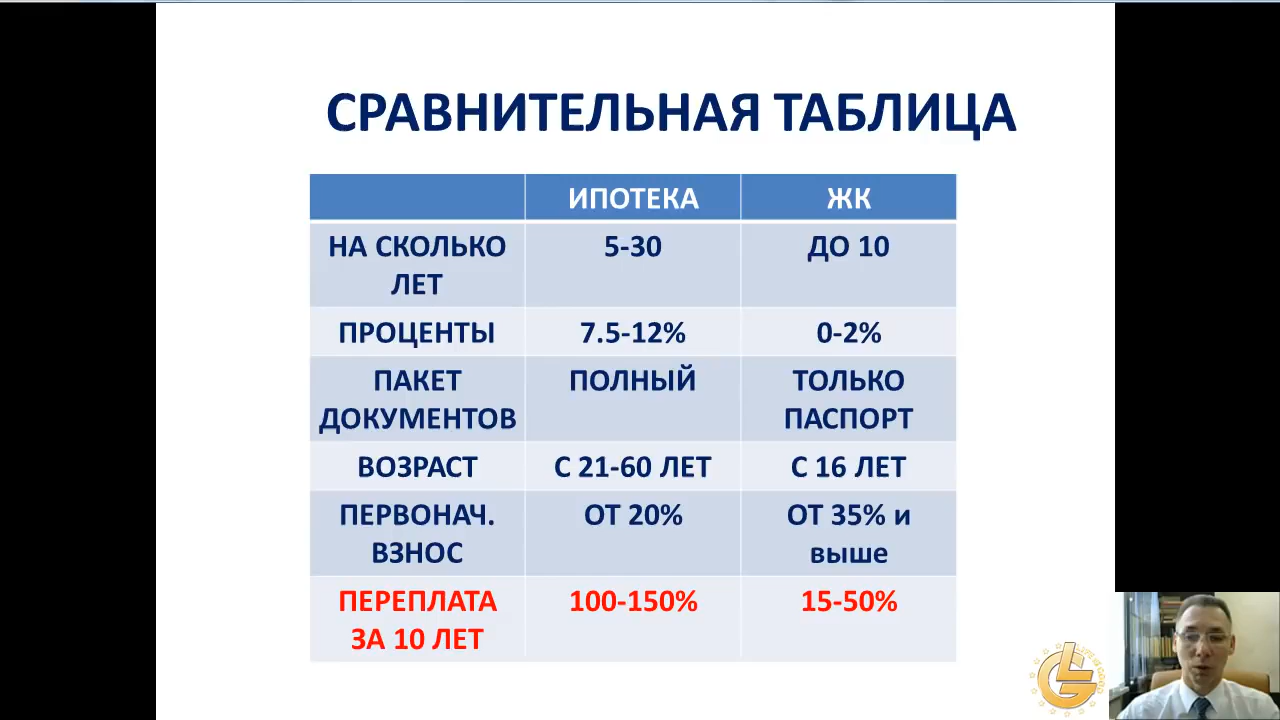 СРАВНИТЕЛЬНАЯ ТАБЛИЦА
ИПОТЕКА ЖК
НА СКОЛЬКО ЛЕТ 5-30 ДО 10
ПРОЦЕНТЫ 7.5-12% 0-2%
ПАКЕТ ДОКУМЕНТОВ ПОЛНЫЙ ТОЛЬКО ПАСПОРТ
ВОЗРАСТ С 21-60 ЛЕТ С 16 ЛЕТ
ПЕРВОНАЧ. ВЗНОС ОТ 20% ОТ 35% и выше
ПЕРЕПЛАТА ЗА 10 ЛЕТ 100-150% 15-50%